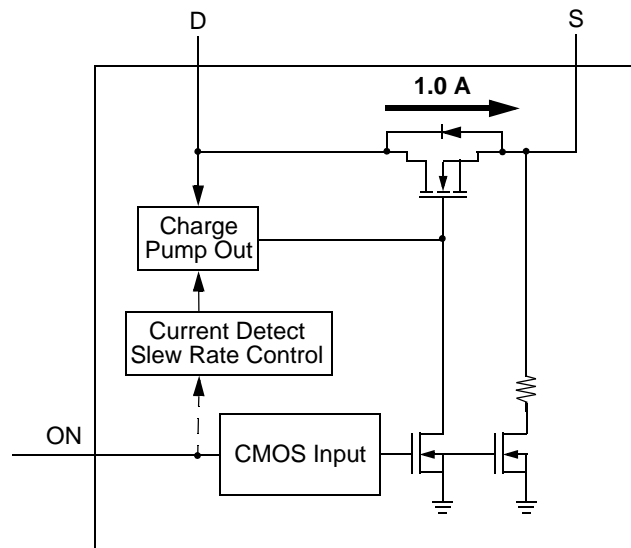 D
S
1.0 A
Charge
Pump Out
Current Detect
Slew Rate Control
ON
CMOS Input